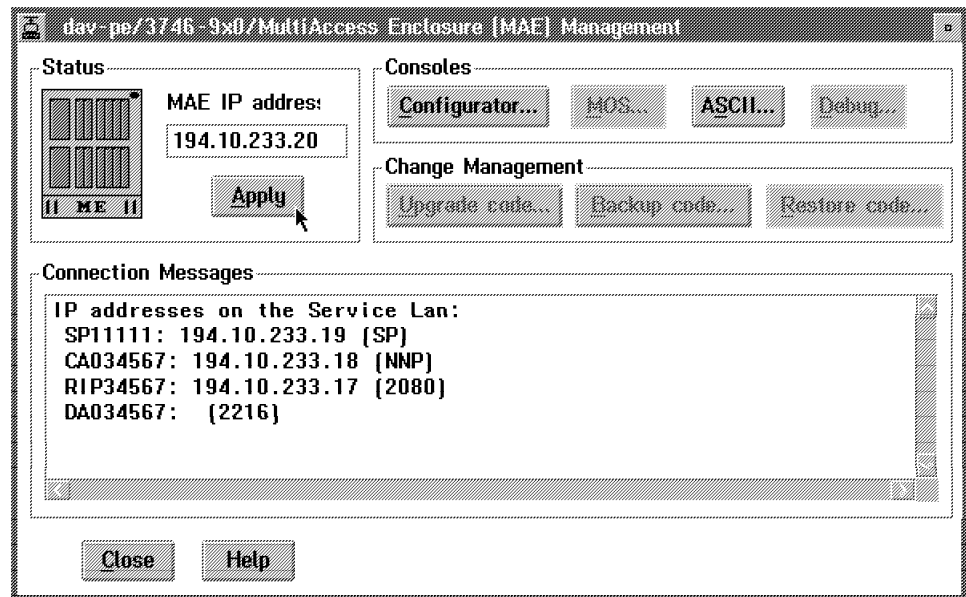 dav-pe/3746-9x0/MultiAccess Enclosure (MAE) Management
Status
MAE IP address
194.10.233.20
Apply
|| ME ||
Consoles
Configurator... MOS... ASCII... Debug...
Change Management
Upgrade code... Backup code... Restore code...
Connection Messages
IP addresses on the Service Lan:
SP11111: 194.10.233.19 (SP)
CA034567: 194.10.233.18 (NNP)
RIP34567: 194.10.233.17 (2080)
DA034567: (2216)
Close Help